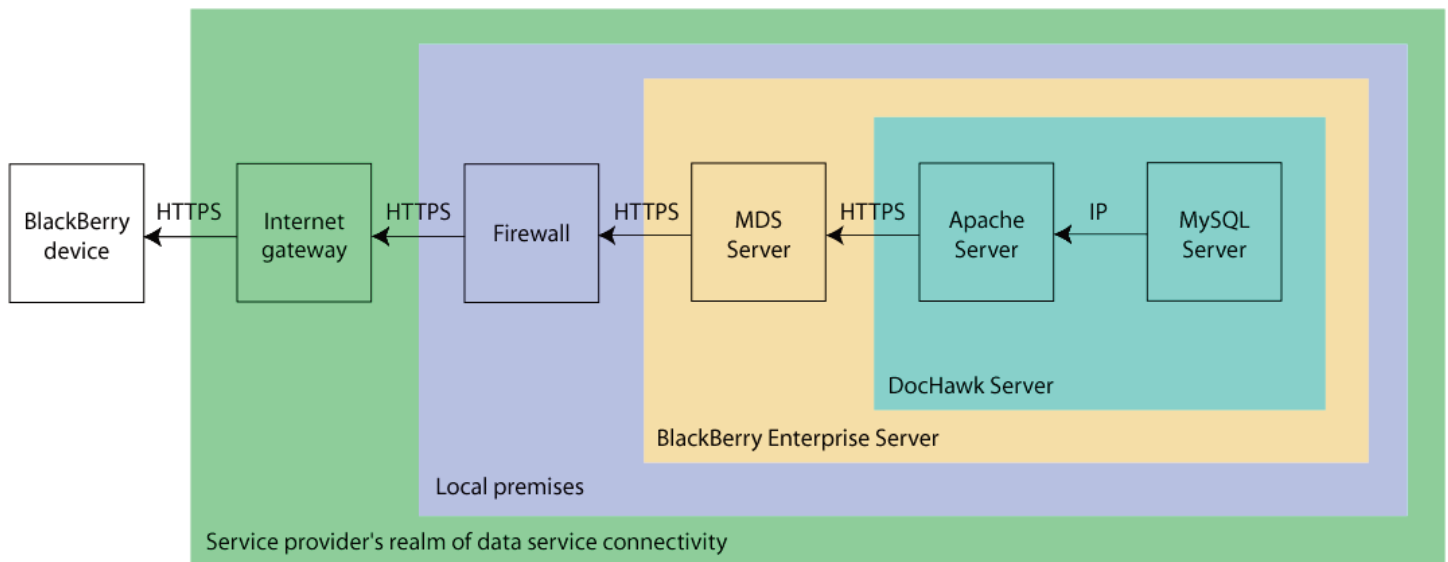 BlackBerry
device
HTTPS
Internet
gateway
HTTPS
Firewall
HTTPS
MDS
Server
HTTPS
Apache
Server
IP
MySQL
Server
DocHawk Server
BlackBerry Enterprise Server
Local premises
Service provider's realm of data service connectivity